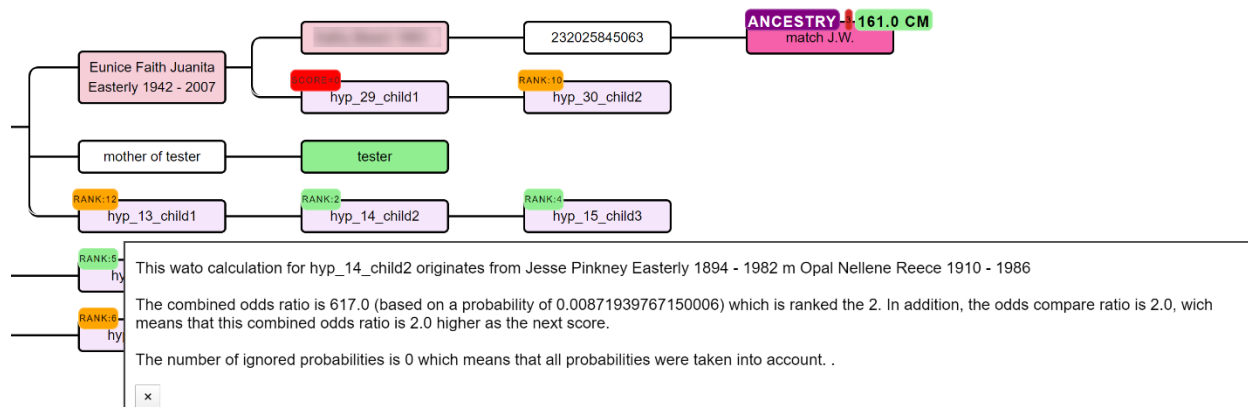 ANCESTRY - 3 - 161.0 CM
match J.W.
232025845063
Eunice Faith Juanita
Easterly 1942 - 2007
SCORE=0
hyp_29_child1
RANK:10
hyp_30_child2
mother of tester
tester
RANK:12
hyp_13_child1
RANK:2
hyp_14_child2
RANK:4
hyp_15_child3
RANK:5
hy
RANK:6
hy
This wato calculation for hyp_14_child2 originates from Jesse Pinkney Easterly 1894 - 1982 m Opal Nellene Reece 1910 - 1986
The combined odds ratio is 617.0 (based on a probability of 0.00871939767150006) which is ranked the 2. In addition, the odds compare ratio is 2.0, wich
means that this combined odds ratio is 2.0 higher as the next score.
The number of ignored probabilities is 0 which means that all probabilities were taken into account. .
×